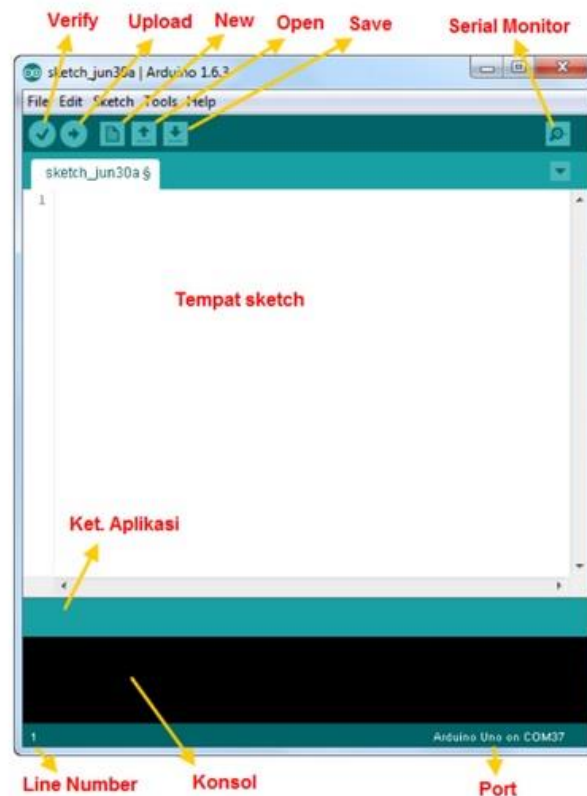 Verify Upload New Open Save Serial Monitor
sketch_jun30a | Arduino 1.6.3
File Edit Sketch Tools Help
sketch_jun30a §
1
Tempat sketch
Ket. Aplikasi
1
Arduino Uno on COM37
Line Number Konsol Port